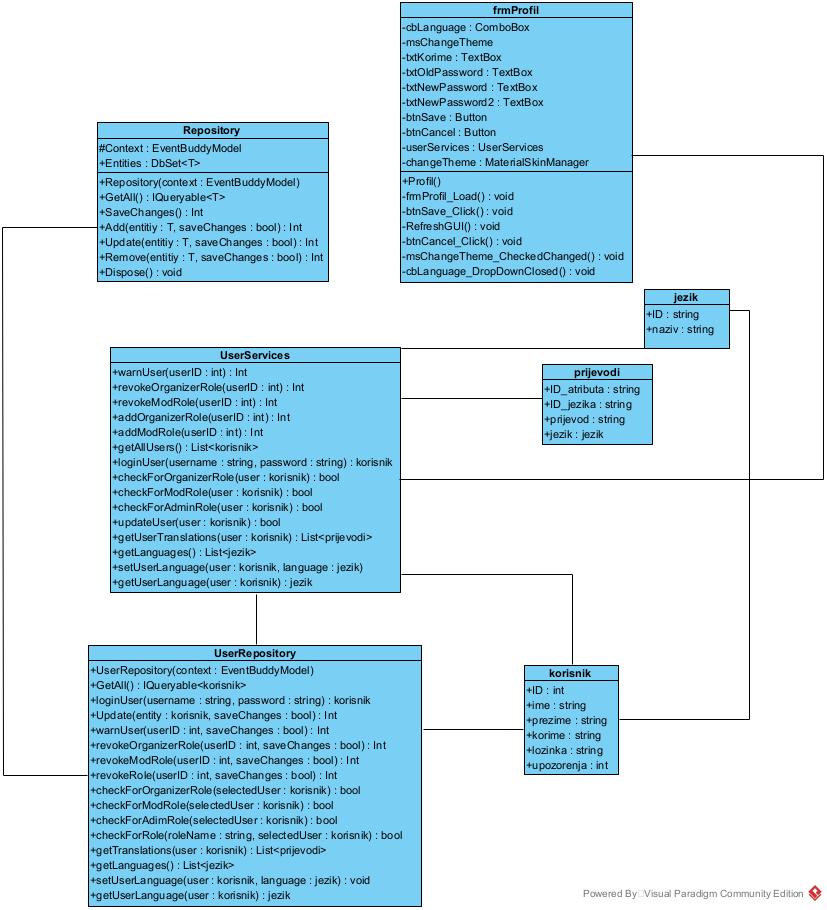 frmProfil
-cbLanguage : ComboBox
-msChangeTheme
-txtKorime : TextBox
-txtOldPassword : TextBox
-txtNewPassword : TextBox
-txtNewPassword2 : TextBox
-btnSave : Button
-btnCancel : Button
-userServices : UserServices
-changeTheme : MaterialSkinManager
+Profil()
-frmProfil_Load() : void
-btnSave_Click() : void
-RefreshGUI() : void
-btnCancel_Click() : void
-msChangeTheme_CheckedChanged() : void
-cbLanguage_DropDownClosed() : void
Repository
#Context : EventBuddyModel
+Entities : DbSet<T>
+Repository(context : EventBuddyModel)
+GetAll() : IQueryable<T>
+SaveChanges() : Int
+Add(entitiy : T, saveChanges : bool) : Int
+Update(entitiy : T, saveChanges : bool) : Int
+Remove(entitiy : T, saveChanges : bool) : Int
+Dispose() : void
jezik
+ID : string
+naziv : string
UserServices
+warnUser(userID : int) : Int
+revokeOrganizerRole(userID : int) : Int
+revokeModRole(userID : int) : Int
+addOrganizerRole(userID : int) : Int
+addModRole(userID : int) : Int
+getAllUsers() : List<korisnik>
+loginUser(username : string, password : string) : korisnik
+checkForOrganizerRole(user : korisnik) : bool
+checkForModRole(user : korisnik) : bool
+checkForAdminRole(user : korisnik) : bool
+updateUser(user : korisnik) : bool
+getUserTranslations(user : korisnik) : List<prijevodi>
+getLanguages() : List<jezik>
+setUserLanguage(user : korisnik, language : jezik)
+getUserLanguage(user : korisnik) : jezik
prijevodi
+ID_atributa : string
+ID_jezika : string
+prijevod : string
+jezik : jezik
UserRepository
+UserRepository(context : EventBuddyModel)
+GetAll() : IQueryable<korisnik>
+loginUser(username : string, password : string) : korisnik
+Update(entity : korisnik, saveChanges : bool) : Int
+warnUser(userID : int, saveChanges : bool) : Int
+revokeOrganizerRole(userID : int, saveChanges : bool) : Int
+revokeModRole(userID : int, saveChanges : bool) : Int
+revokeRole(userID : int, saveChanges : bool) : Int
+checkForOrganizerRole(selectedUser : korisnik) : bool
+checkForModRole(selectedUser : korisnik) : bool
+checkForAdimRole(selectedUser : korisnik) : bool
+checkForRole(roleName : string, selectedUser : korisnik) : bool
+getTranslations(user : korisnik) : List<prijevodi>
+getLanguages() : List<jezik>
+setUserLanguage(user : korisnik, language : jezik) : void
+getUserLanguage(user : korisnik) : jezik
korisnik
+ID : int
+ime : string
+prezime : string
+korime : string
+lozinka : string
+upozorenja : int
Powered By Visual Paradigm Community Edition